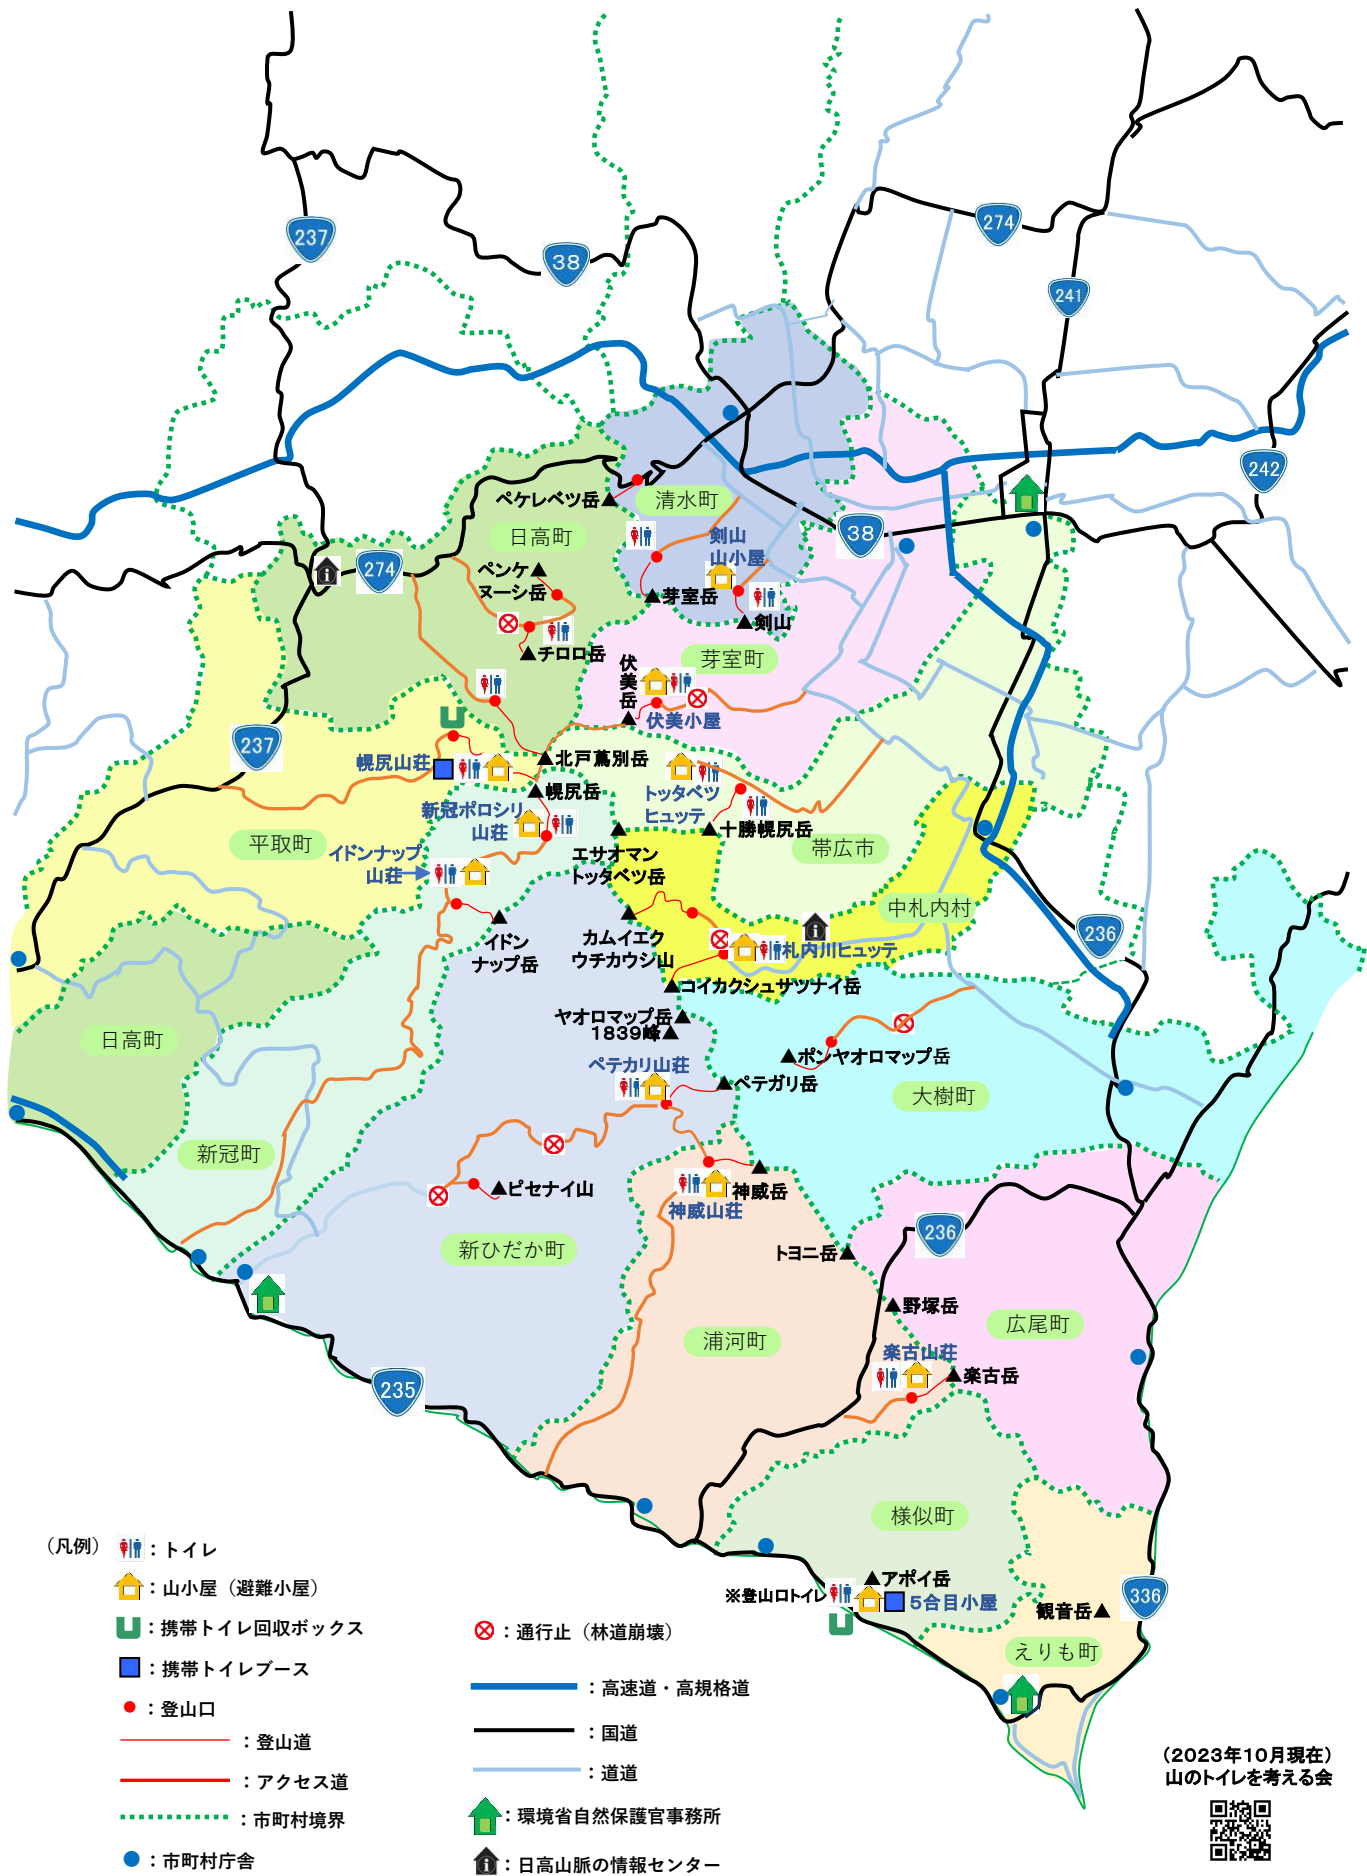 237
38
274
241
242
ペケレベツ岳
清水町
日高町
剣山
山小屋
38
274
ペンケ
ヌーシ岳
芽室岳
剣山
チロロ岳
芽室町
伏美岳
伏美小屋
237
幌尻山荘
北戸蔦別岳
幌尻岳
トッタベツ
ヒュッテ
新冠ポロシリ
山荘
十勝幌尻岳
平取町
帯広市
イドンナップ
山荘
エサオマン
トッタベツ岳
中札内村
236
イドン
ナップ岳
カムイエク
ウチカウシ山
札内川ヒュッテ
コイカクシュサツナイ岳
ヤオロマップ岳
1839峰
日高町
ポンヤオロマップ岳
ペテカリ山荘
ペテガリ岳
大樹町
新冠町
ピセナイ山
神威岳
神威山荘
新ひだか町
トヨニ岳
236
野塚岳
広尾町
浦河町
楽古山荘
楽古岳
235
様似町
アポイ岳
※登山口トイレ
5合目小屋
観音岳
336
えりも町
（凡例）
：トイレ
：山小屋（避難小屋）
：携帯トイレ回収ボックス
：携帯トイレブース
：登山口
：登山道
：アクセス道
：市町村境界
：市町村庁舎
：通行止（林道崩壊）
：高速道・高規格道
：国道
：道道
：環境省自然保護官事務所
：日高山脈の情報センター
（2023年10月現在）
山のトイレを考える会